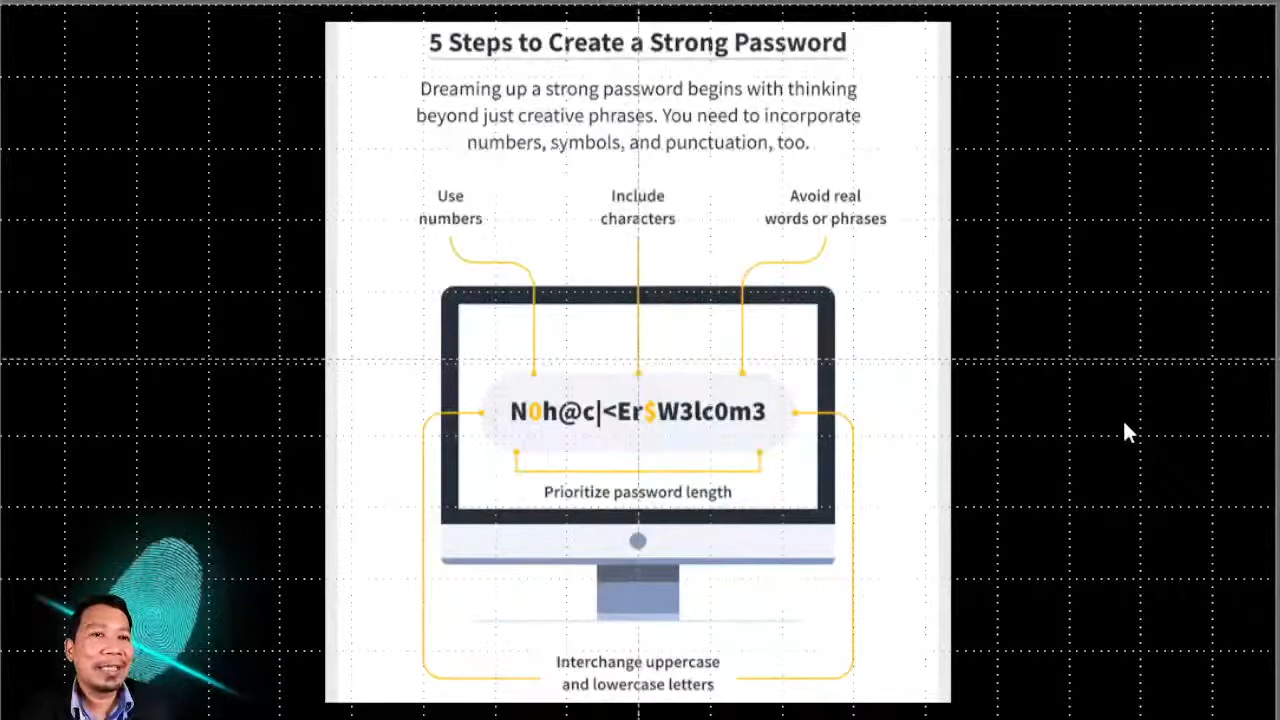 5 Steps to Create a Strong Password
Dreaming up a strong password begins with thinking
beyond just creative phrases. You need to incorporate
numbers, symbols, and punctuation, too.
Use
numbers
Include
characters
Avoid real
words or phrases
N0h@c|<Er$W3lc0m3
Prioritize password length
Interchange uppercase
and lowercase letters